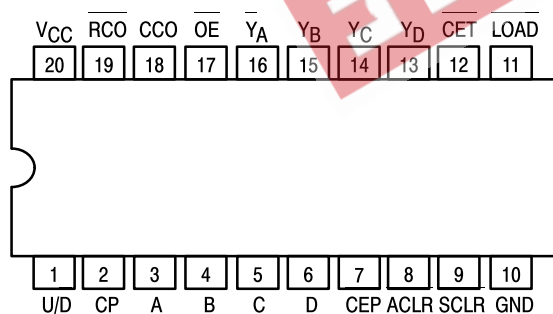 VCC RCO CCO OE YA YB YC YD CET LOAD
20 19 18 17 16 15 14 13 12 11
1 2 3 4 5 6 7 8 9 10
U/D CP A B C D CEP ACLR SCLR GND